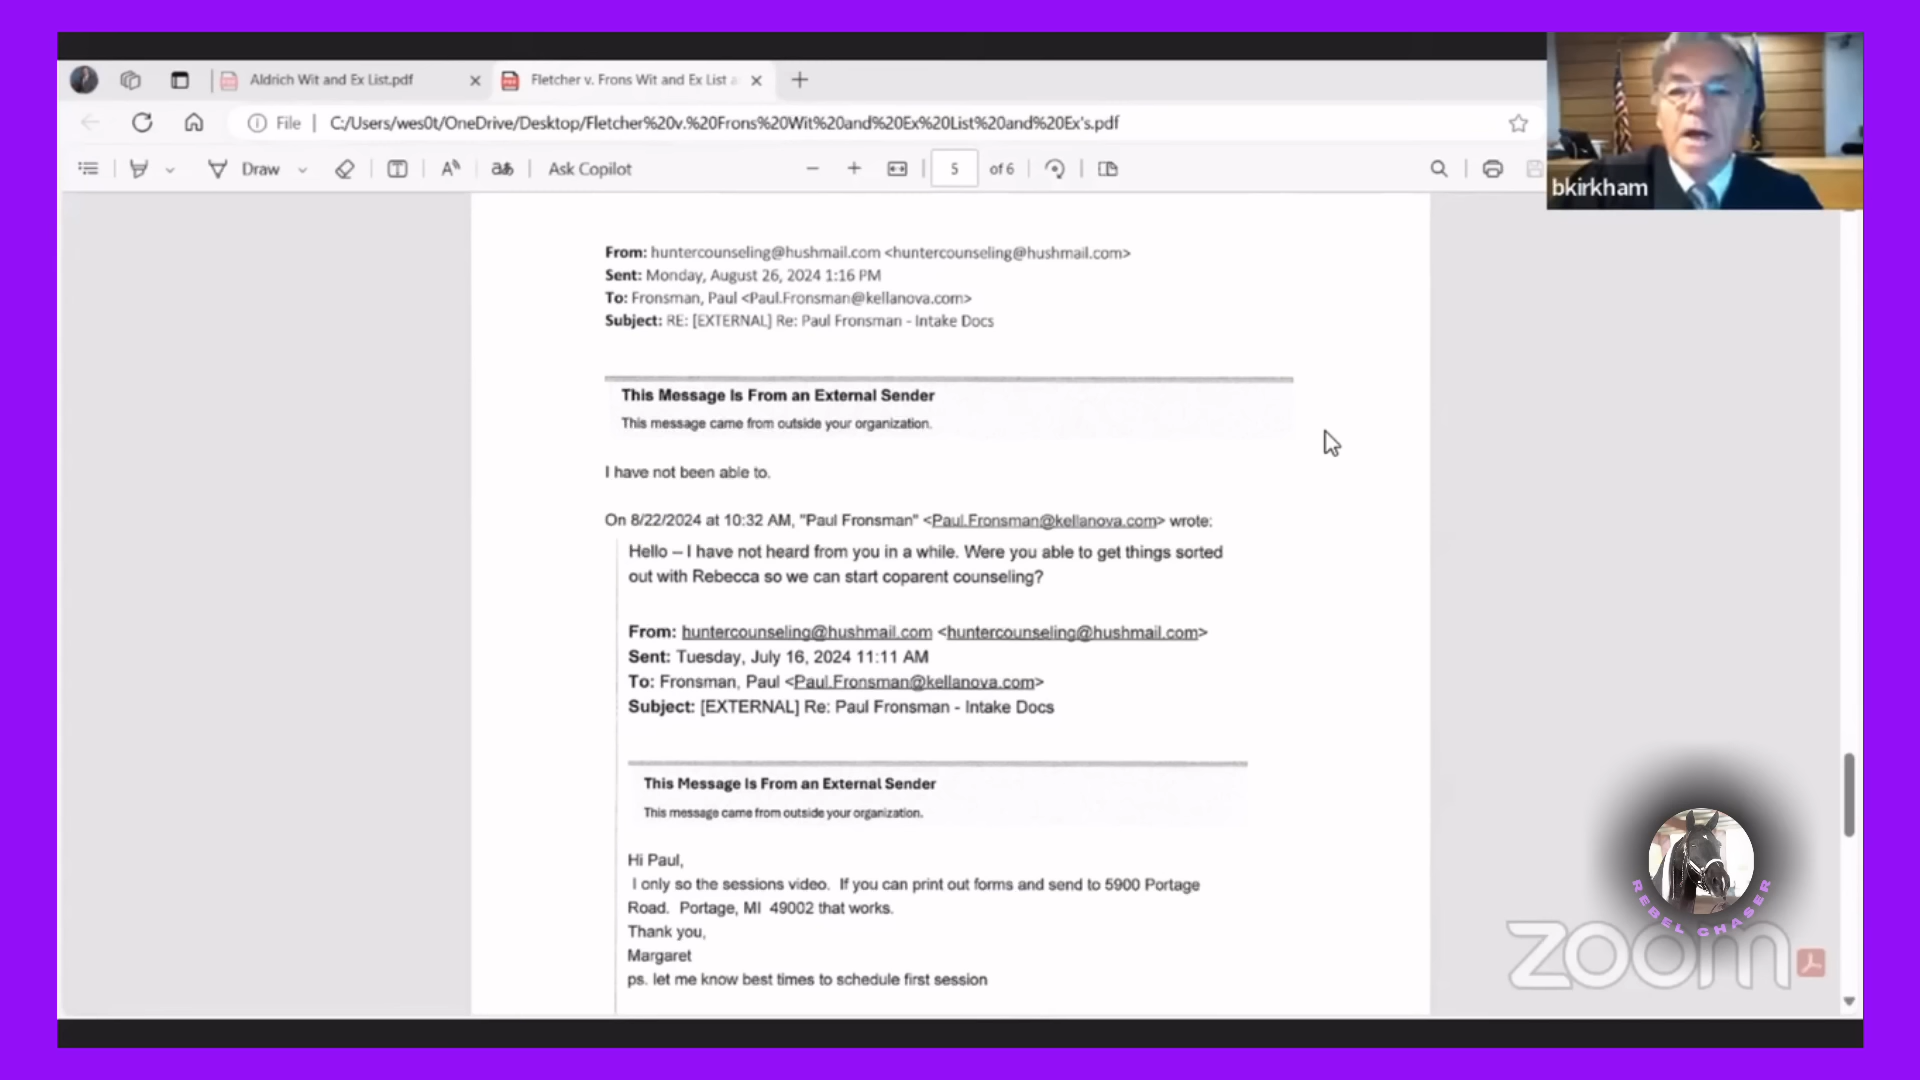 Aldrich Wit and Ex List.pdf
Fletcher v. Frons Wit and Ex List a
File
C:/Users/wes0t/OneDrive/Desktop/Fletcher%20v.%20Frons%20Wit%20and%20Ex%20List%20and%20Ex's.pdf
Draw
aあ
Ask Copilot
5 of 6
bkirkham
From: huntercounseling@hushmail.com <huntercounseling@hushmail.com>
Sent: Monday, August 26, 2024 1:16 PM
To: Fronsman, Paul <Paul.Fronsman@kellanova.com>
Subject: RE: [EXTERNAL] Re: Paul Fronsman - Intake Docs
This Message Is From an External Sender
This message came from outside your organization.
I have not been able to.
On 8/22/2024 at 10:32 AM, "Paul Fronsman" <Paul.Fronsman@kellanova.com> wrote:
Hello – I have not heard from you in a while. Were you able to get things sorted
out with Rebecca so we can start coparent counseling?
From: huntercounseling@hushmail.com <huntercounseling@hushmail.com>
Sent: Tuesday, July 16, 2024 11:11 AM
To: Fronsman, Paul <Paul.Fronsman@kellanova.com>
Subject: [EXTERNAL] Re: Paul Fronsman - Intake Docs
This Message Is From an External Sender
This message came from outside your organization.
Hi Paul,
I only so the sessions video. If you can print out forms and send to 5900 Portage
Road. Portage, MI 49002 that works.
Thank you,
Margaret
ps. let me know best times to schedule first session
REBEL CHASER
zoom